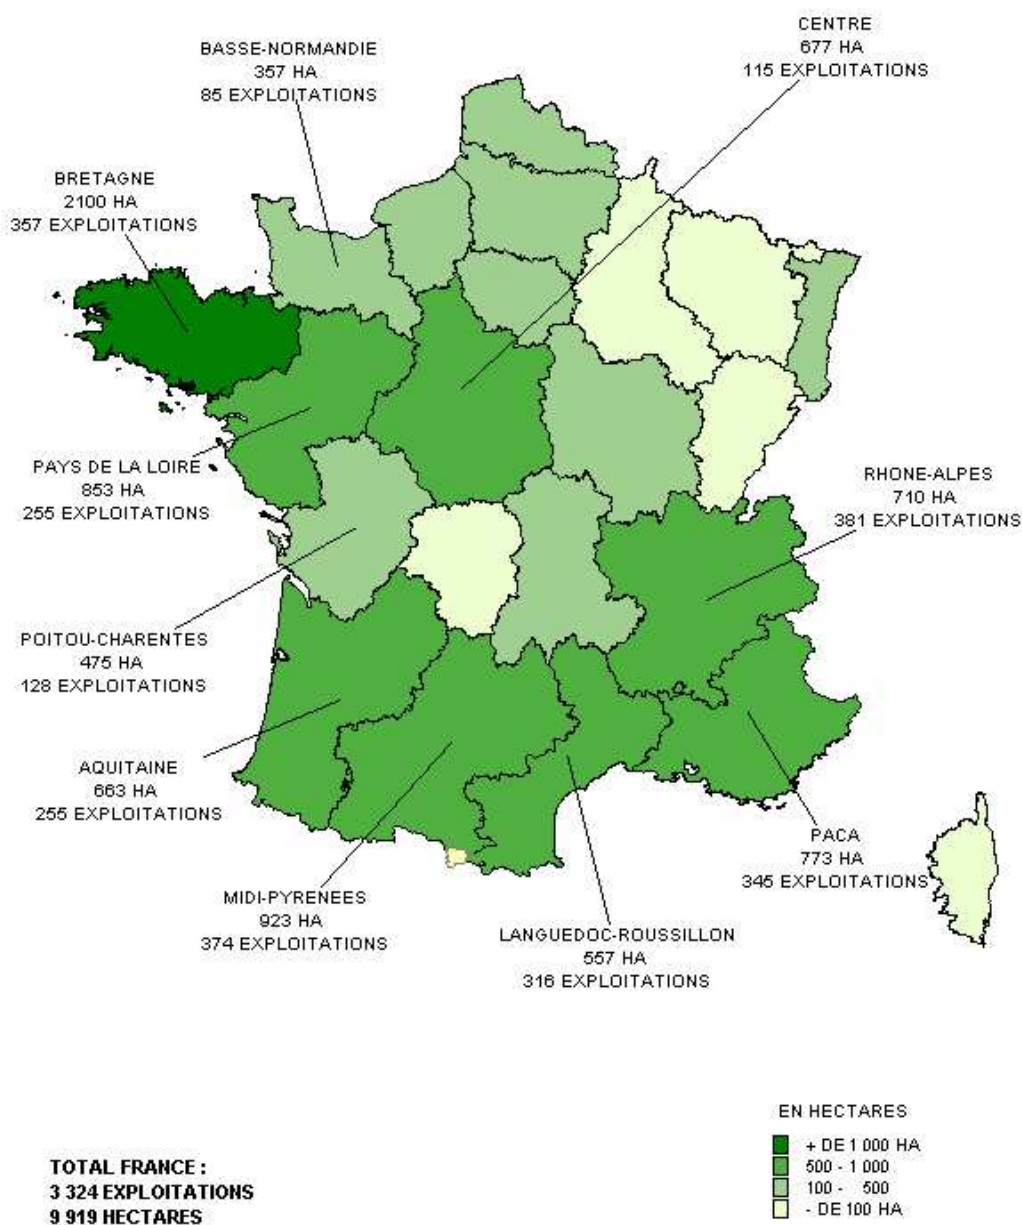 CENTRE
677 HA
115 EXPLOITATIONS
BASSE-NORMANDIE
357 HA
85 EXPLOITATIONS
BRETAGNE
2100 HA
357 EXPLOITATIONS
PAYS DE LA LOIRE
853 HA
255 EXPLOITATIONS
RHONE-ALPES
710 HA
381 EXPLOITATIONS
POITOU-CHARENTES
475 HA
128 EXPLOITATIONS
AQUITAINE
663 HA
255 EXPLOITATIONS
PACA
773 HA
345 EXPLOITATIONS
MIDI-PYRENEES
923 HA
374 EXPLOITATIONS
LANGUEDOC-ROUSSILLON
557 HA
316 EXPLOITATIONS
EN HECTARES
+ DE 1 000 HA
500 - 1 000
100 - 500
- DE 100 HA
TOTAL FRANCE :
3 324 EXPLOITATIONS
9 919 HECTARES